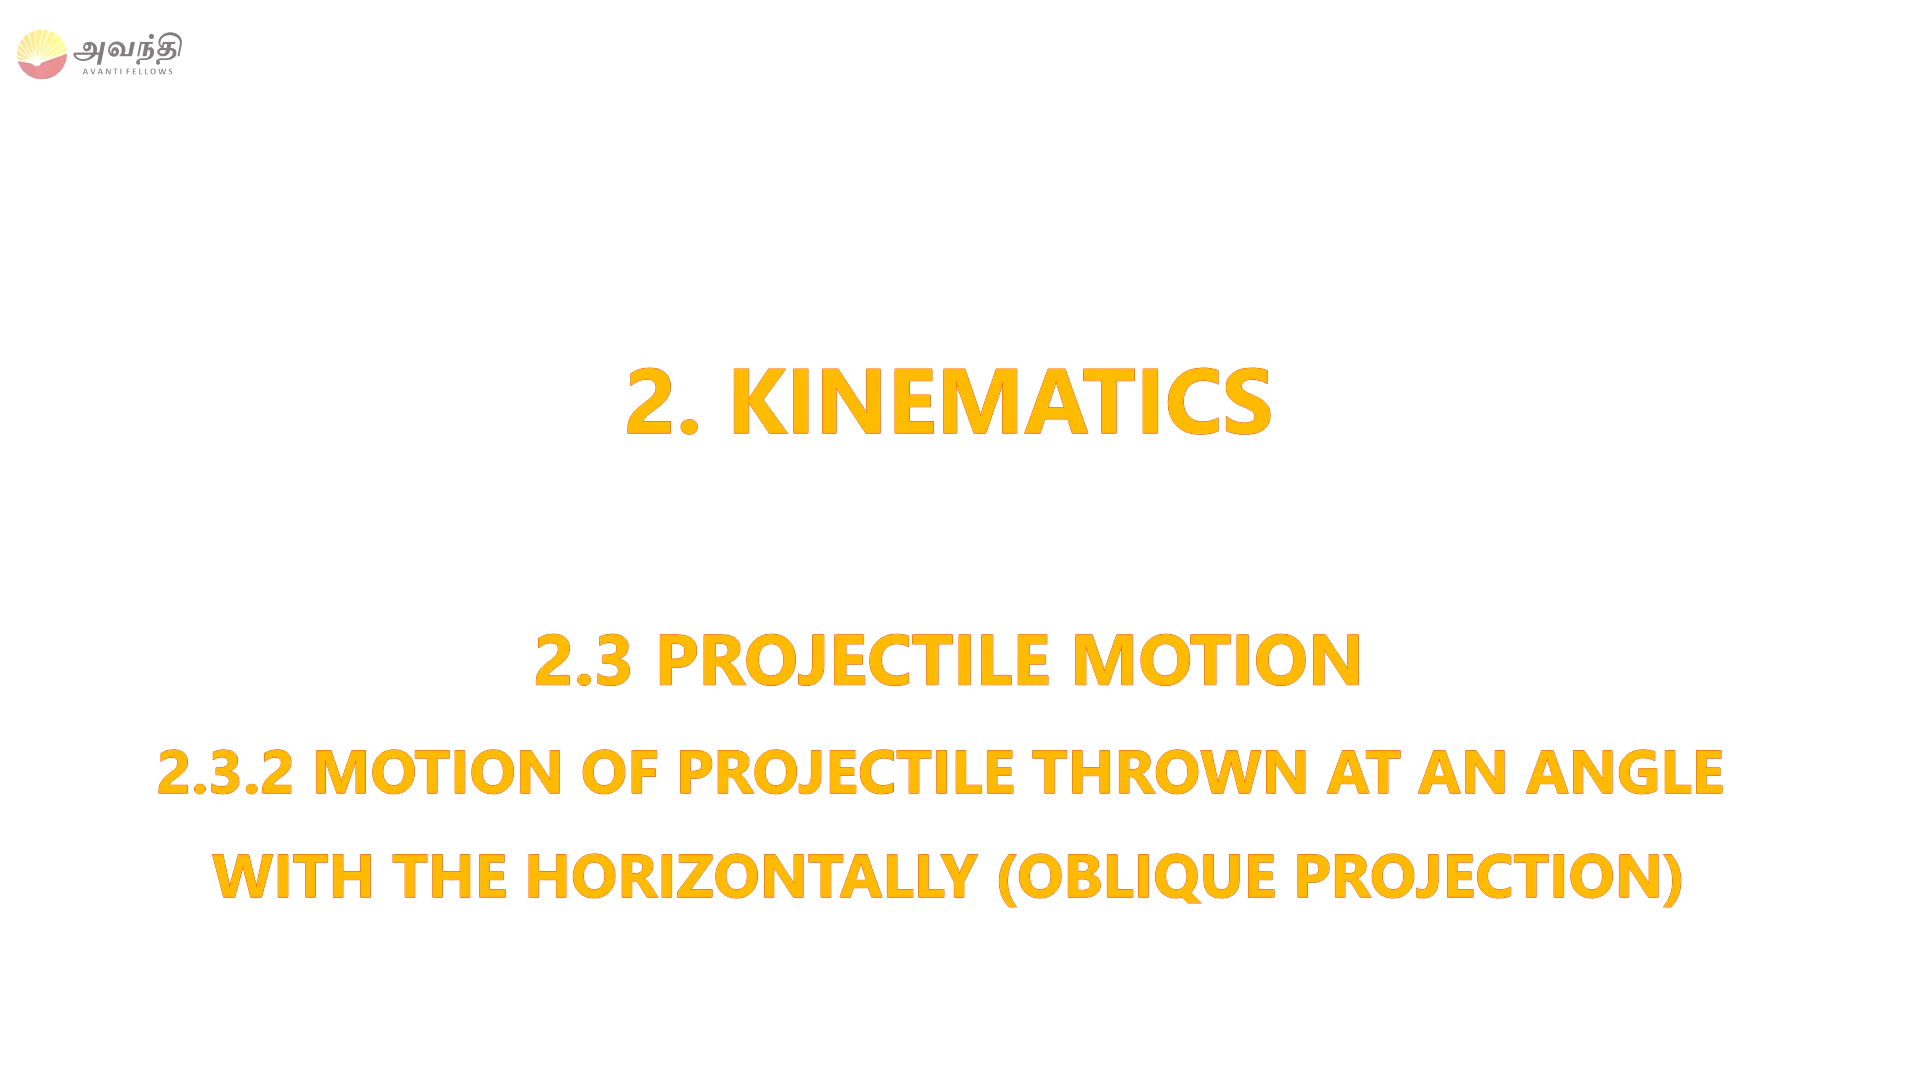 அவந்தி
AVANTI FELLOWS
2. KINEMATICS
2.3 PROJECTILE MOTION
2.3.2 MOTION OF PROJECTILE THROWN AT AN ANGLE
WITH THE HORIZONTALLY (OBLIQUE PROJECTION)